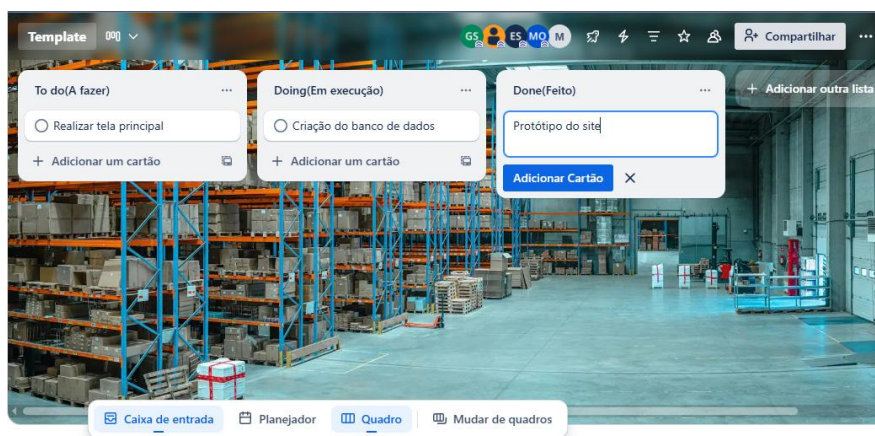 Template
GS ES MQ M
Compartilhar
To do(A fazer)
Realizar tela principal
+ Adicionar um cartão
Doing(Em execução)
Criação do banco de dados
+ Adicionar um cartão
Done(Feito)
Protótipo do site
Adicionar Cartão
+ Adicionar outra lista
Caixa de entrada
Planejador
Quadro
Mudar de quadros